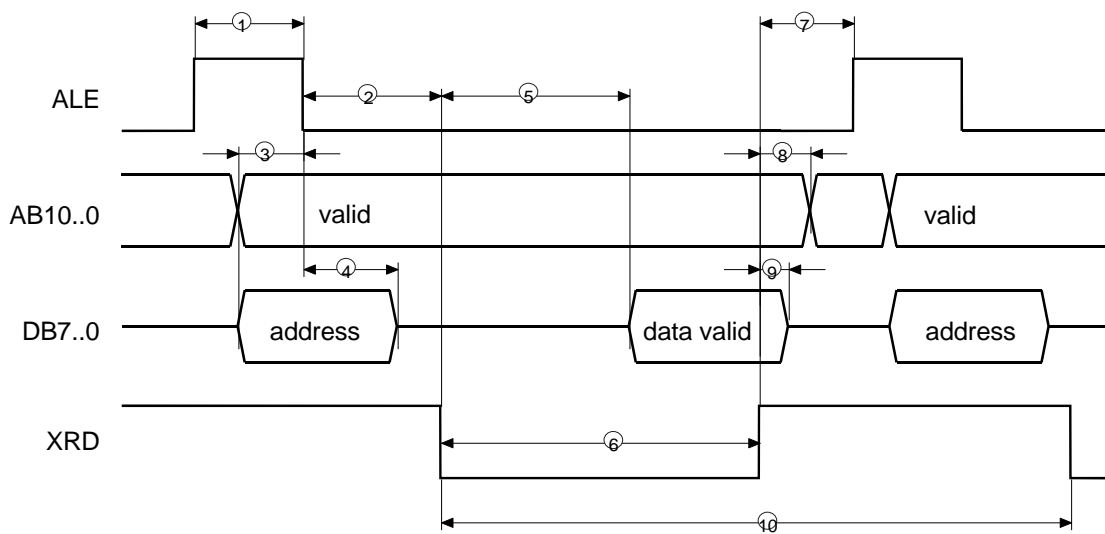 ① ⑦
ALE ② ⑤
③ ⑧
AB10..0 valid valid
④ ⑨
DB7..0 address data valid address
XRD ⑥
⑩